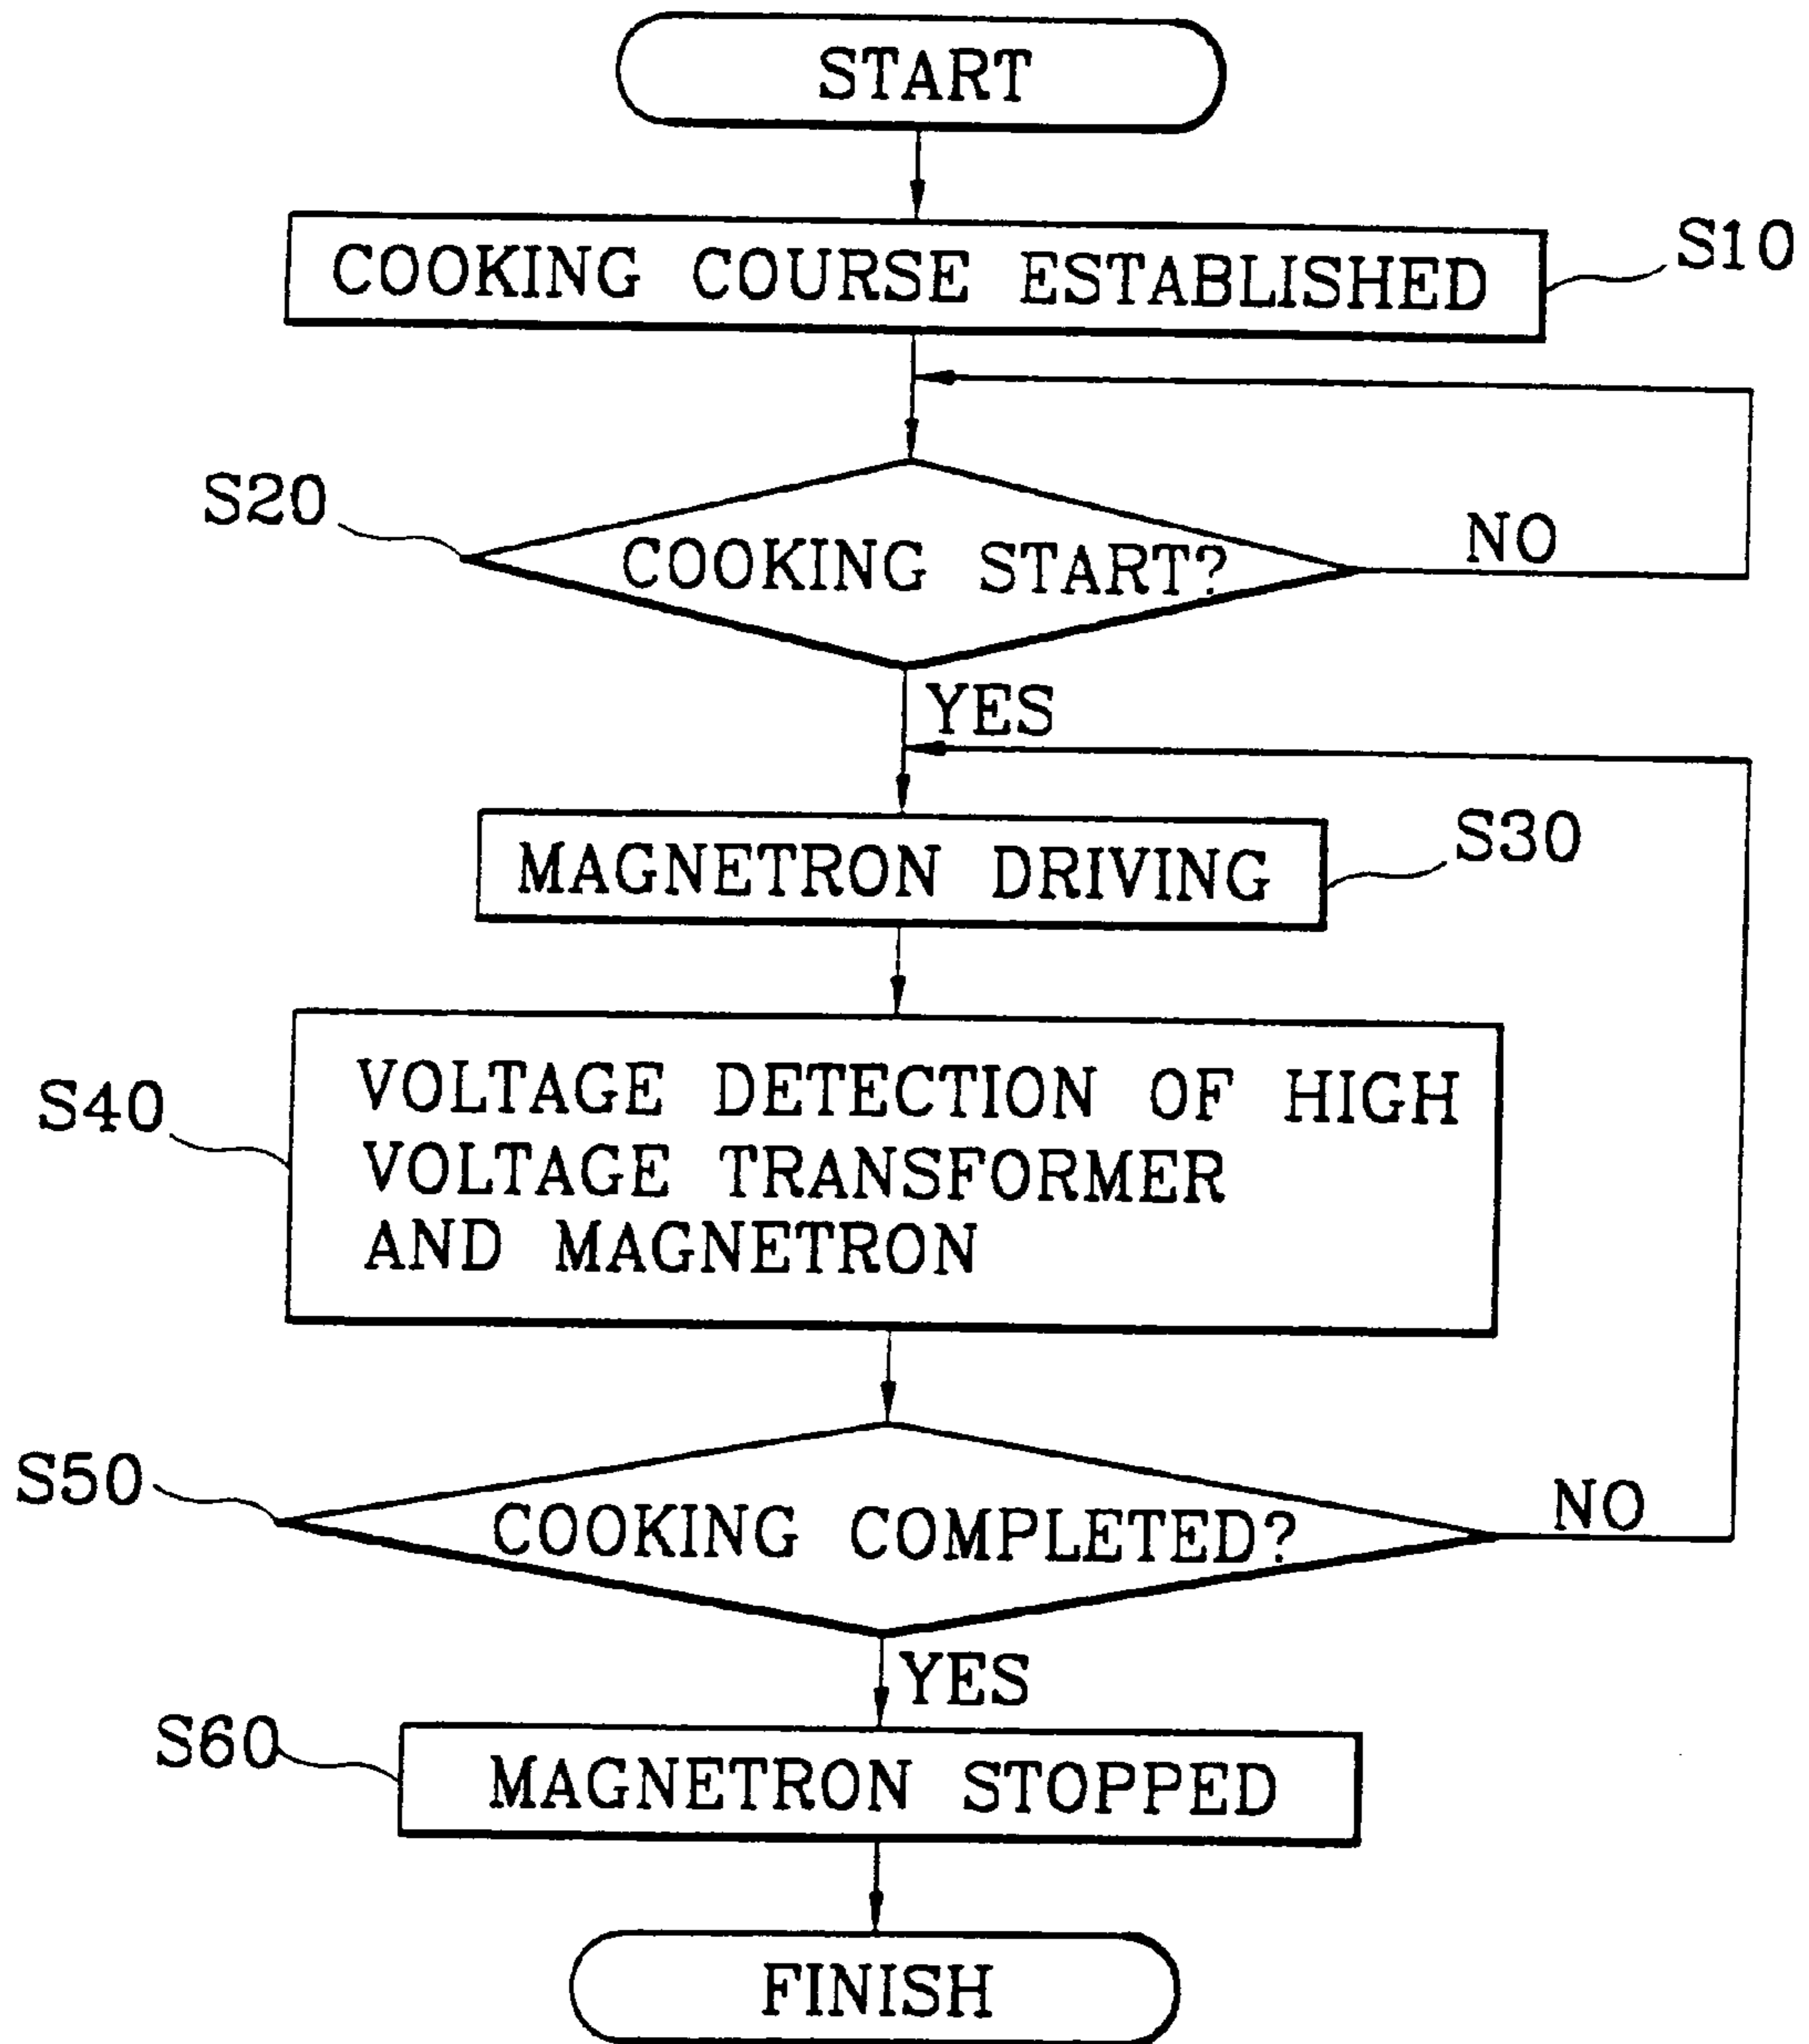 START
COOKING COURSE ESTABLISHED
S10
S20
COOKING START?
NO
YES
MAGNETRON DRIVING
S30
S40
VOLTAGE DETECTION OF HIGH
VOLTAGE TRANSFORMER
AND MAGNETRON
S50
COOKING COMPLETED?
NO
YES
S60
MAGNETRON STOPPED
FINISH